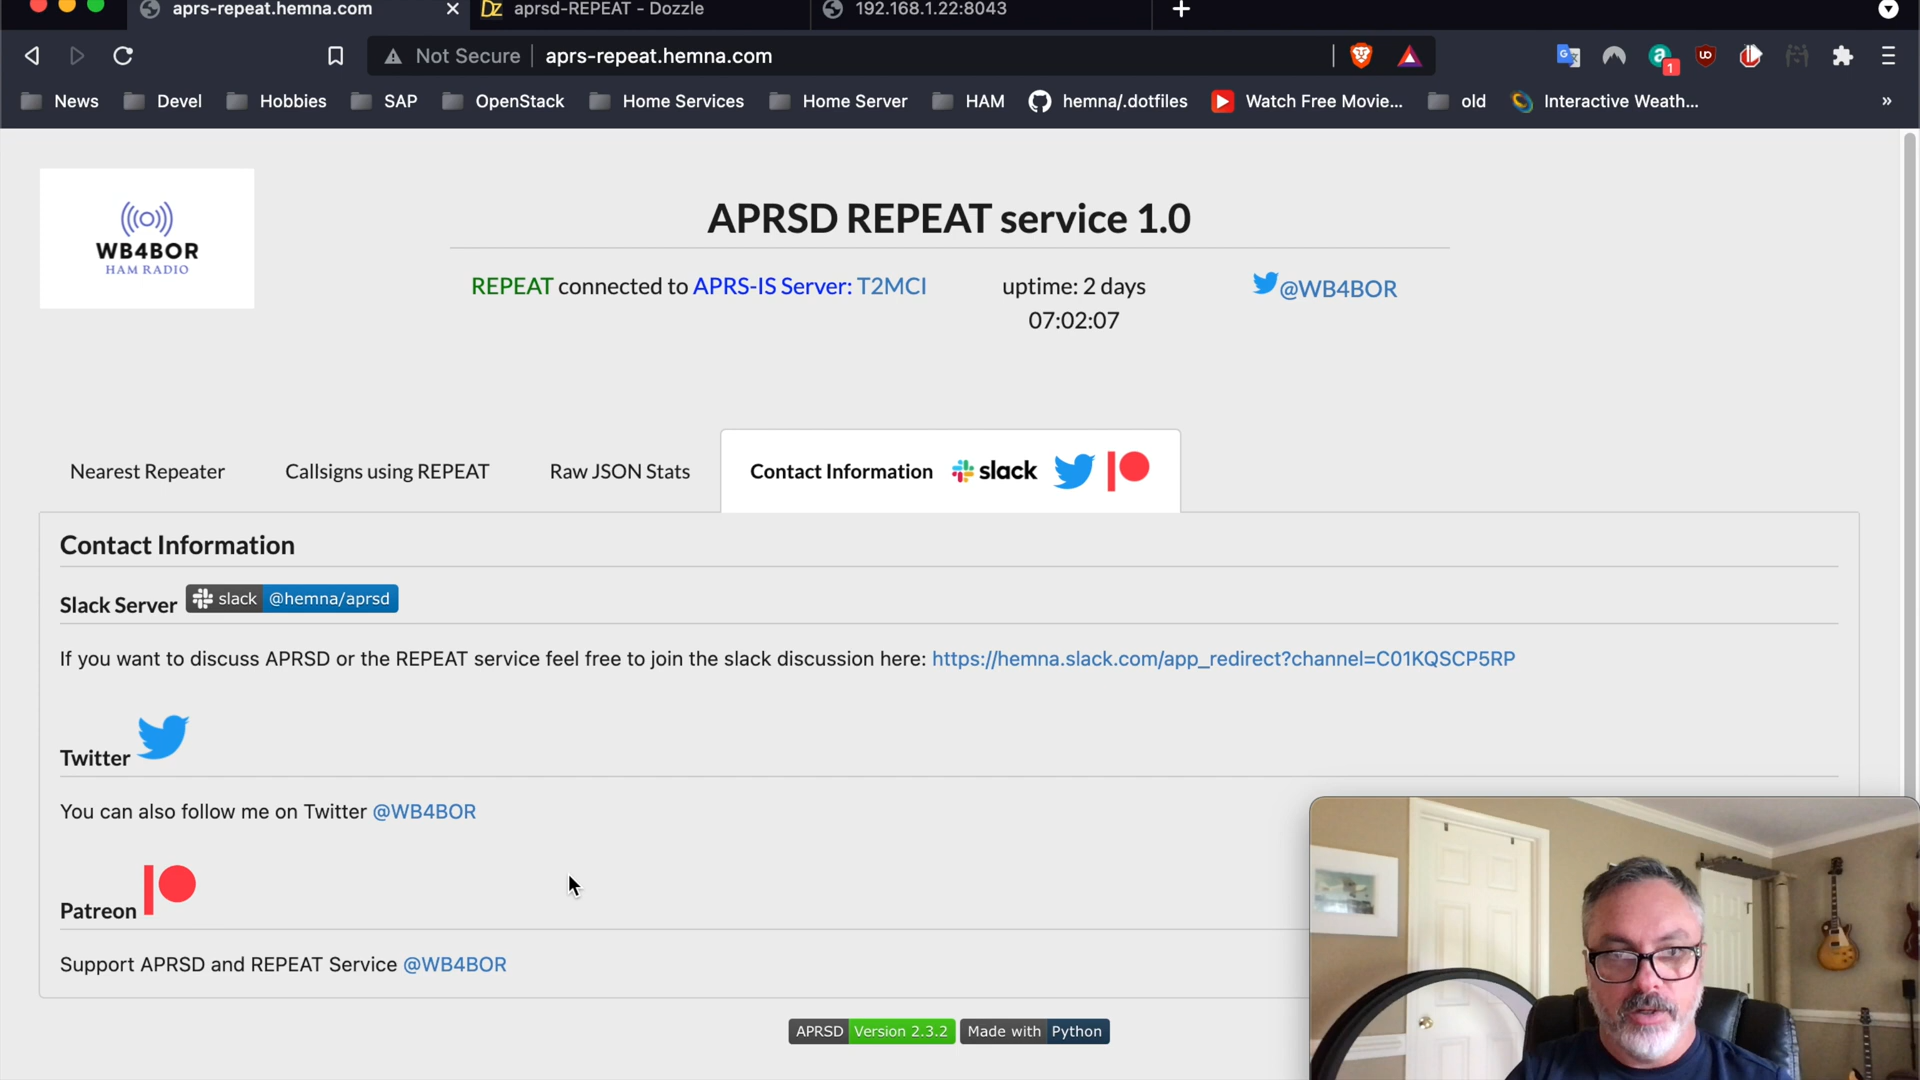 aprs-repeat.hemna.com
Dz aprsd-REPEAT - Dozzle
192.168.1.22:8043
Not Secure aprs-repeat.hemna.com
1
News Devel Hobbies SAP OpenStack Home Services Home Server HAM hemna/.dotfiles Watch Free Movie... old Interactive Weath... »
WB4BOR
HAM RADIO
APRSD REPEAT service 1.0
REPEAT connected to APRS-IS Server: T2MCI
uptime: 2 days
07:02:07
@WB4BOR
Nearest Repeater
Callsigns using REPEAT
Raw JSON Stats
Contact Information slack
Contact Information
Slack Server slack @hemna/aprsd
If you want to discuss APRSD or the REPEAT service feel free to join the slack discussion here: https://hemna.slack.com/app_redirect?channel=C01KQSCP5RP
Twitter
You can also follow me on Twitter @WB4BOR
Patreon
Support APRSD and REPEAT Service @WB4BOR
APRSD Version 2.3.2 Made with Python